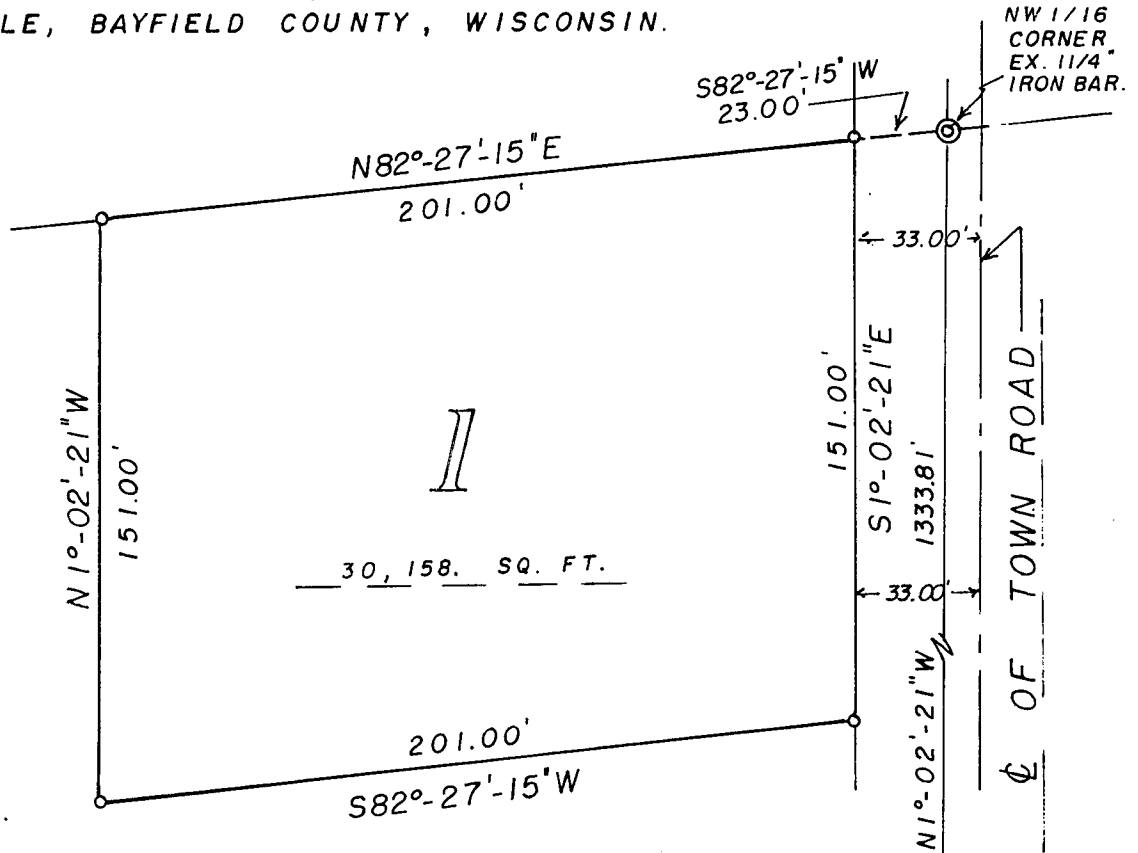 LE, BAYFIELD COUNTY, WISCONSIN.
NW 1/16
CORNER
EX. 11/4"
IRON BAR.
S82°-27'-15" W
23.00'
N82°-27'-15"E
201.00'
33.00'
N1°-02'-21"W
151.00'
1
30,158. SQ. FT.
151.00'
S1°-02'-21"E
1333.81'
N1°-02'-21"W
33.00'
℄ OF TOWN ROAD
201.00'
S82°-27'-15"W